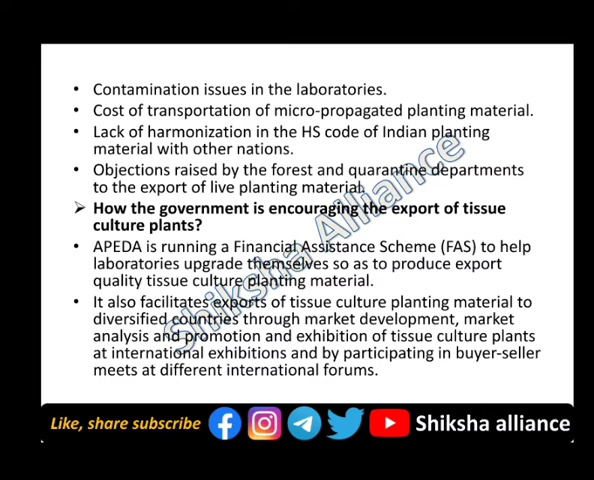 • Contamination issues in the laboratories.
• Cost of transportation of micro-propagated planting material.
• Lack of harmonization in the HS code of Indian planting
material with other nations.
• Objections raised by the forest and quarantine departments
to the export of live planting material.
➢ How the government is encouraging the export of tissue
culture plants?
• APEDA is running a Financial Assistance Scheme (FAS) to help
laboratories upgrade themselves so as to produce export
quality tissue culture planting material.
• It also facilitates exports of tissue culture planting material to
diversified countries through market development, market
analysis and promotion and exhibition of tissue culture plants
at international exhibitions and by participating in buyer-seller
meets at different international forums.
Shiksha Alliance
Like, share subscribe
Shiksha alliance